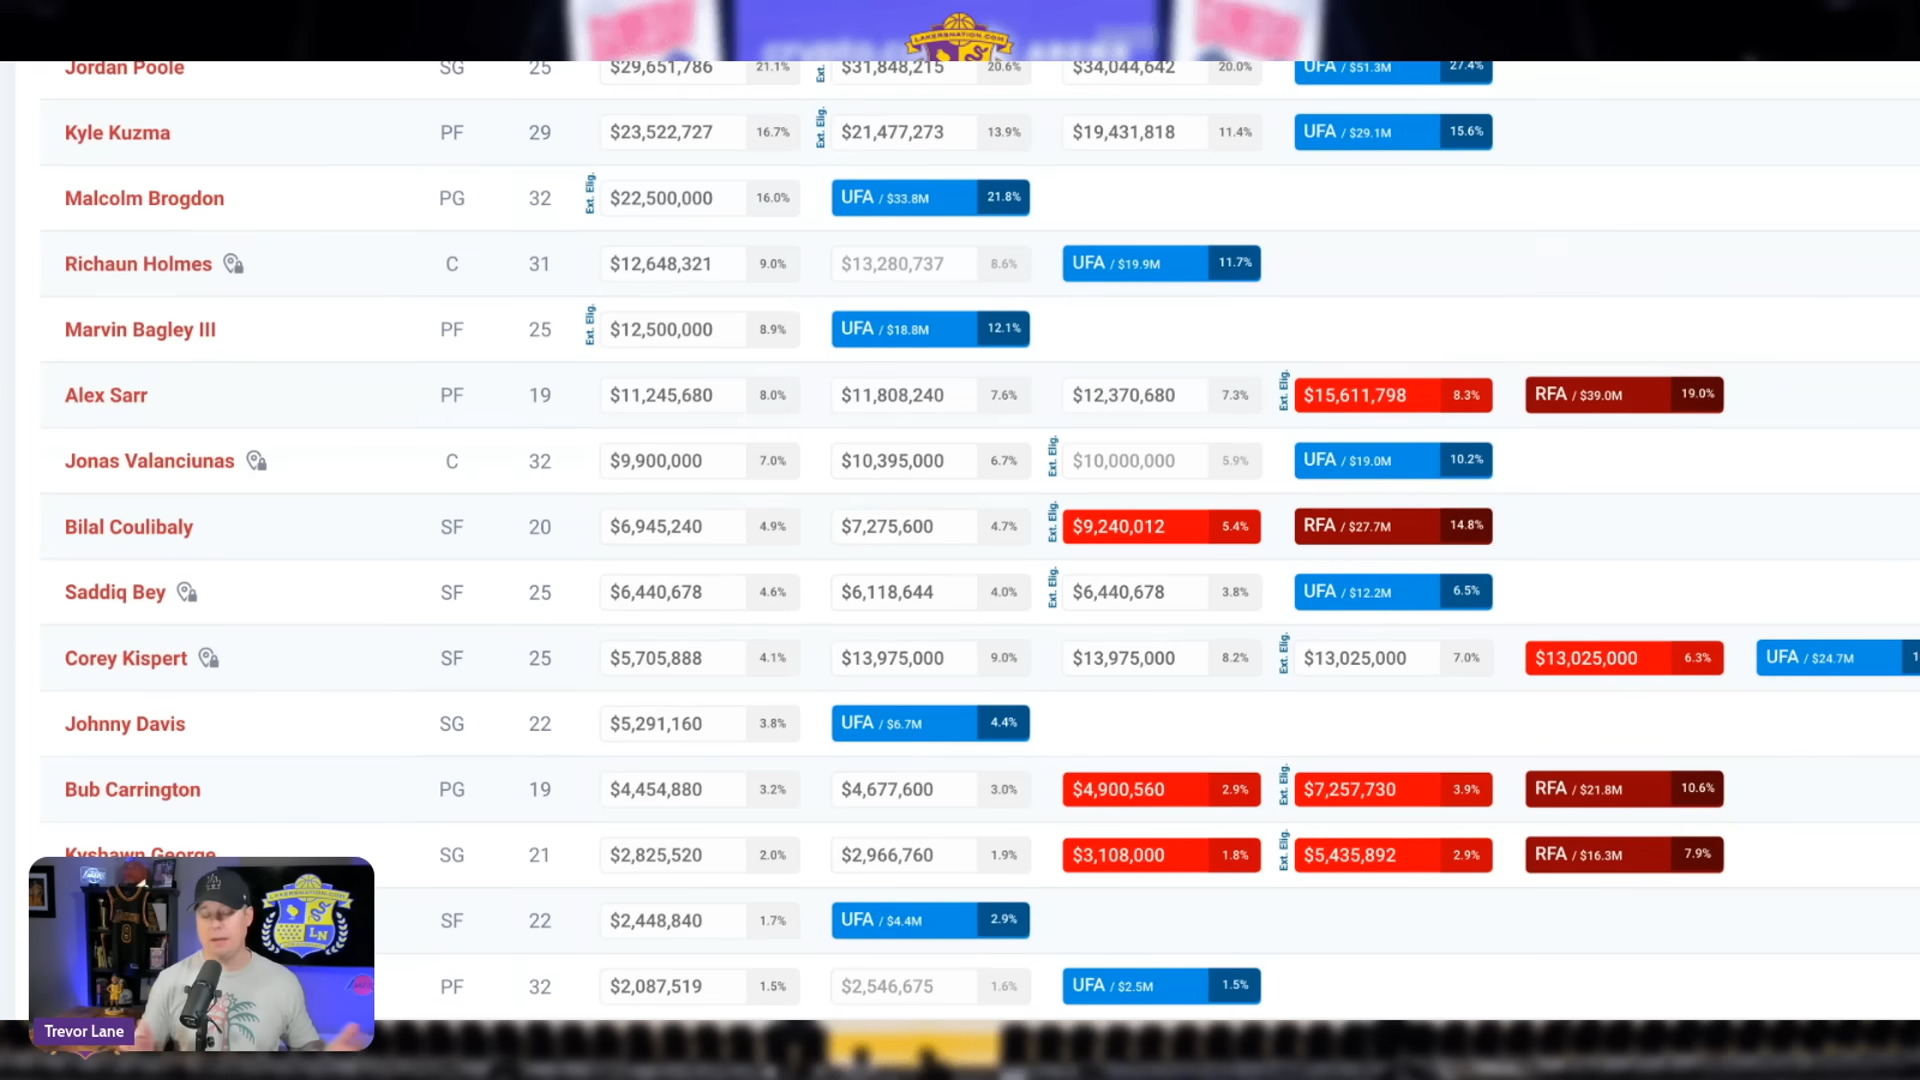 LAKERSNATION.COM
Jordan Poole SG 25 $29,651,786 21.1% Ext. $31,848,215 20.6% $34,044,642 20.0% UFA / $51.3M 27.4%
Kyle Kuzma PF 29 $23,522,727 16.7% Ext. Elig. $21,477,273 13.9% $19,431,818 11.4% UFA / $29.1M 15.6%
Malcolm Brogdon PG 32 Ext. Elig. $22,500,000 16.0% UFA / $33.8M 21.8%
Richaun Holmes C 31 $12,648,321 9.0% $13,280,737 8.6% UFA / $19.9M 11.7%
Marvin Bagley III PF 25 Ext. Elig. $12,500,000 8.9% UFA / $18.8M 12.1%
Alex Sarr PF 19 $11,245,680 8.0% $11,808,240 7.6% $12,370,680 7.3% Ext. Elig. $15,611,798 8.3% RFA / $39.0M 19.0%
Jonas Valanciunas C 32 $9,900,000 7.0% $10,395,000 6.7% Ext. Elig. $10,000,000 5.9% UFA / $19.0M 10.2%
Bilal Coulibaly SF 20 $6,945,240 4.9% $7,275,600 4.7% Ext. Elig. $9,240,012 5.4% RFA / $27.7M 14.8%
Saddiq Bey SF 25 $6,440,678 4.6% $6,118,644 4.0% Ext. Elig. $6,440,678 3.8% UFA / $12.2M 6.5%
Corey Kispert SF 25 $5,705,888 4.1% $13,975,000 9.0% $13,975,000 8.2% Ext. Elig. $13,025,000 7.0% $13,025,000 6.3% UFA / $24.7M 1
Johnny Davis SG 22 $5,291,160 3.8% UFA / $6.7M 4.4%
Bub Carrington PG 19 $4,454,880 3.2% $4,677,600 3.0% $4,900,560 2.9% Ext. Elig. $7,257,730 3.9% RFA / $21.8M 10.6%
Kyshawn George SG 21 $2,825,520 2.0% $2,966,760 1.9% $3,108,000 1.8% Ext. Elig. $5,435,892 2.9% RFA / $16.3M 7.9%
SF 22 $2,448,840 1.7% UFA / $4.4M 2.9%
PF 32 $2,087,519 1.5% $2,546,675 1.6% UFA / $2.5M 1.5%
LN
Trevor Lane